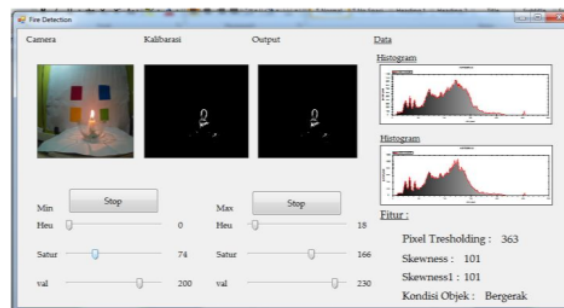 Fire Detection
Camera Kalibarasi Output Data
Histogram
Histogram
Min Stop Max Stop
Heu 0 Heu 18
Satur 74 Satur 166
val 200 val 230
Fitur :
Pixel Tresholding : 363
Skewness : 101
Skewness1 : 101
Kondisi Objek : Bergerak